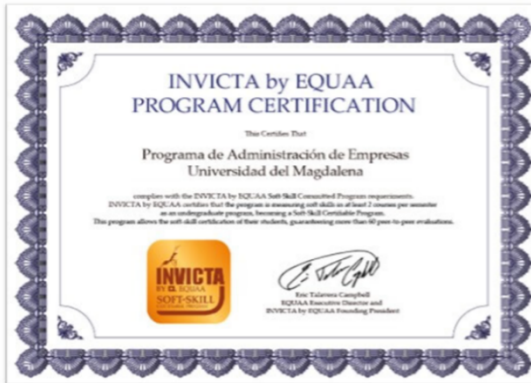 INVICTA by EQUAA
PROGRAM CERTIFICATION
This Certifies That
Programa de Administración de Empresas
Universidad del Magdalena
complies with the INVICTA by EQUAA Soft Skill Committed Program requirements.
INVICTA by EQUAA certifies that the program is measuring soft skills in at least 2 courses per semester
as an undergraduate program, becoming a Soft Skill Certifiable Program.
This program allows the soft skill certification of their students, guaranteeing more than 60 peer to peer evaluations.
INVICTA
BY EQUAA
SOFT-SKILL
Eric Talavera Campbell
EQUAA Executive Director and
INVICTA by EQUAA Founding President